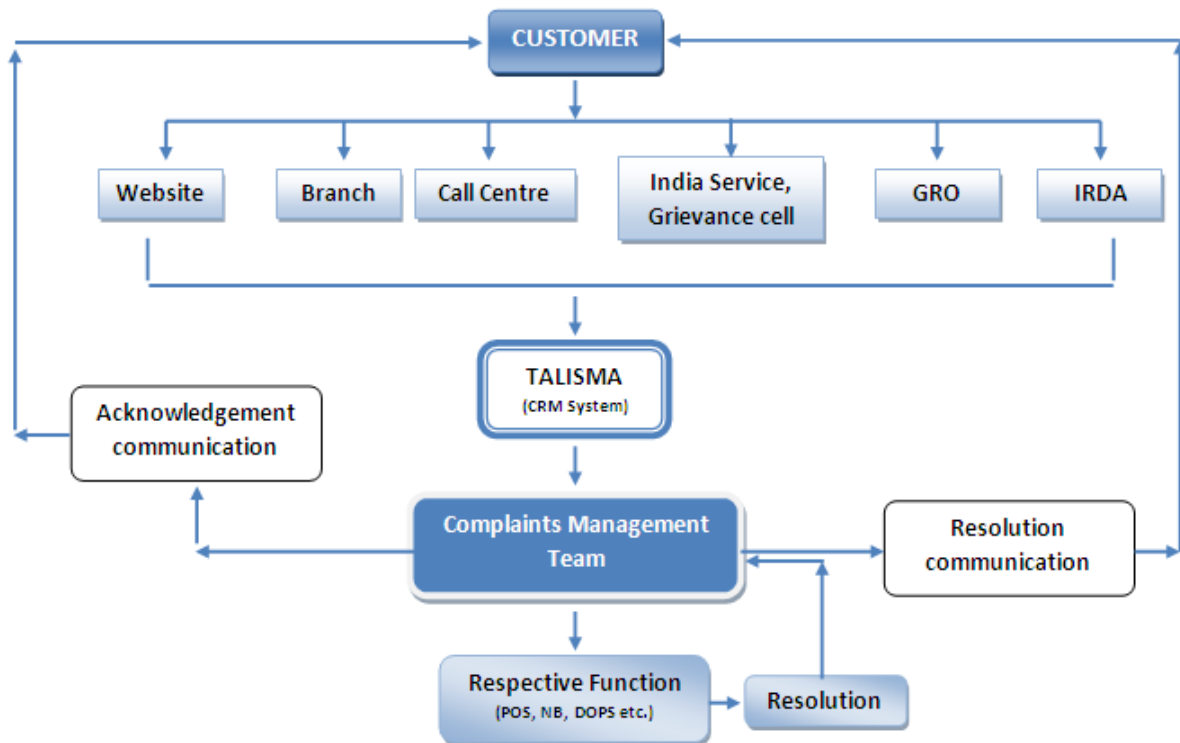 CUSTOMER
Website
Branch
Call Centre
India Service,
Grievance cell
GRO
IRDA
TALISMA
(CRM System)
Acknowledgement
communication
Complaints Management
Team
Resolution
communication
Respective Function
(POS, NB, DOPS etc.)
Resolution